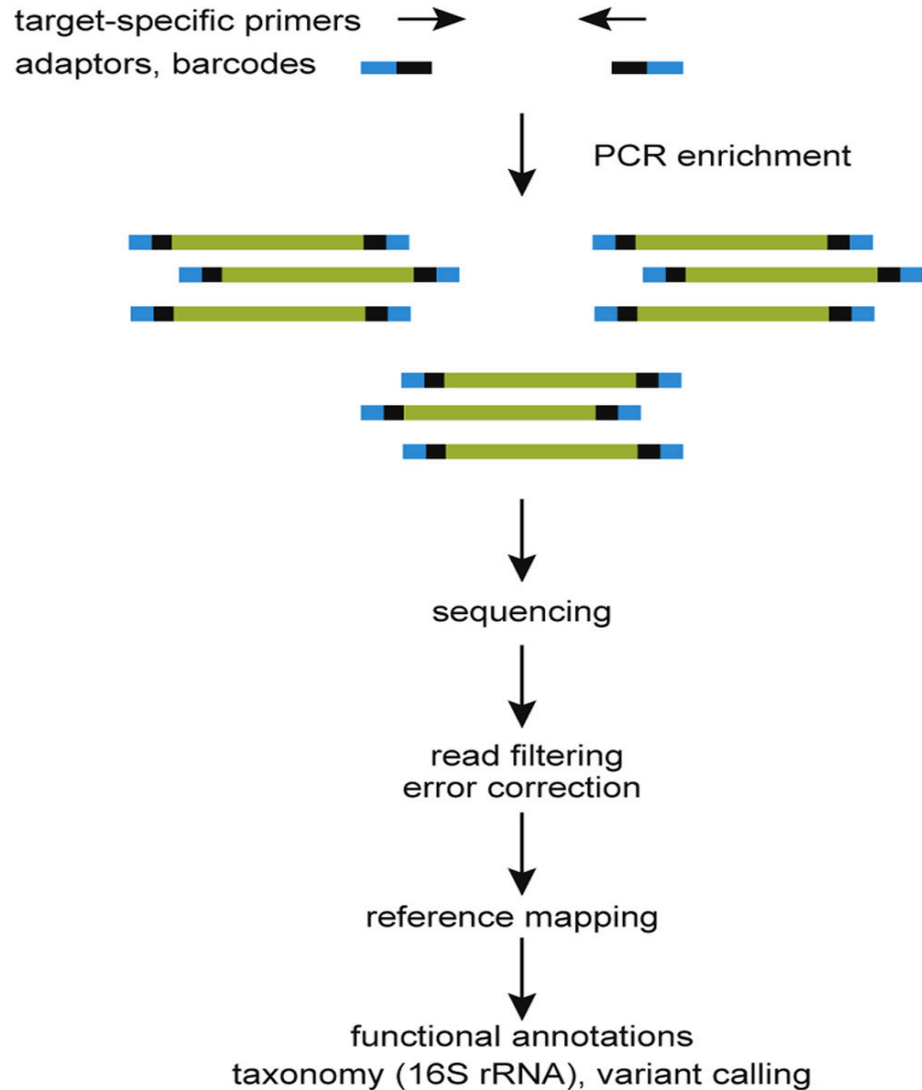 target-specific primers
adaptors, barcodes
PCR enrichment
sequencing
read filtering
error correction
reference mapping
functional annotations
taxonomy (16S rRNA), variant calling